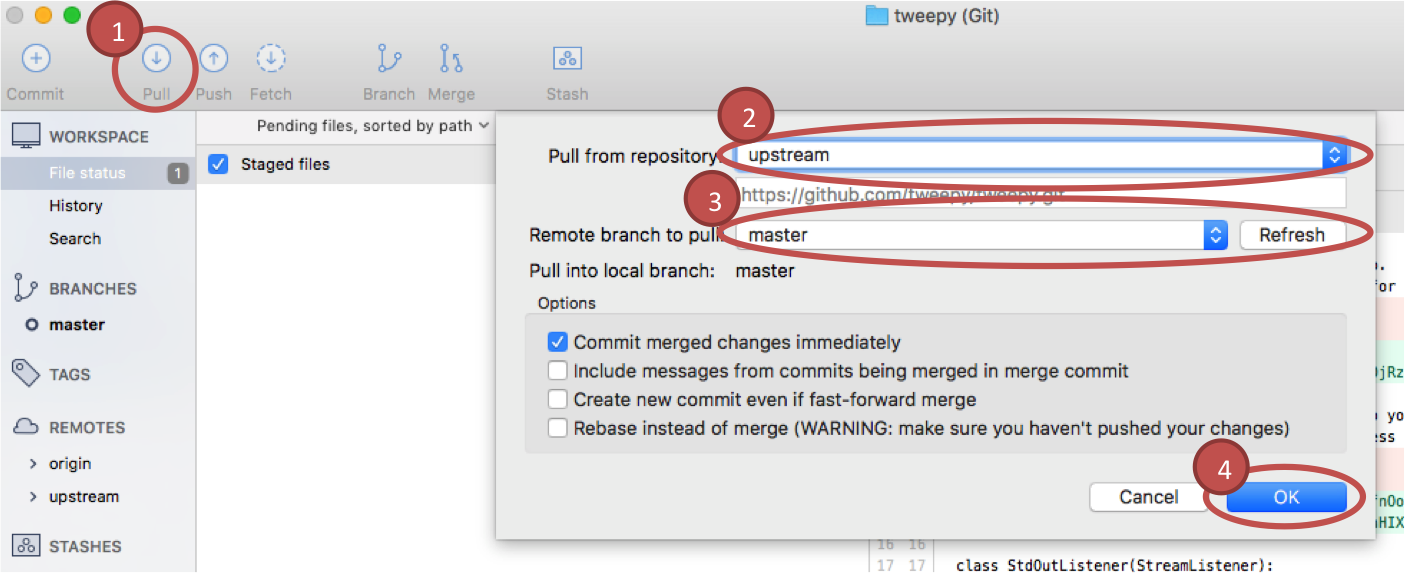 tweepy (Git)
1
Commit Pull Push Fetch Branch Merge Stash
WORKSPACE
File status 1
History
Search
BRANCHES
master
TAGS
REMOTES
origin
upstream
STASHES
Pending files, sorted by path
Staged files
2
Pull from repository: upstream
https://github.com/tweepy/tweepy.git
3
Remote branch to pull: master Refresh
Pull into local branch: master
Options
Commit merged changes immediately
Include messages from commits being merged in merge commit
Create new commit even if fast-forward merge
Rebase instead of merge (WARNING: make sure you haven't pushed your changes)
4
Cancel OK
for
16 16
17 17 class StdOutListener(StreamListener):